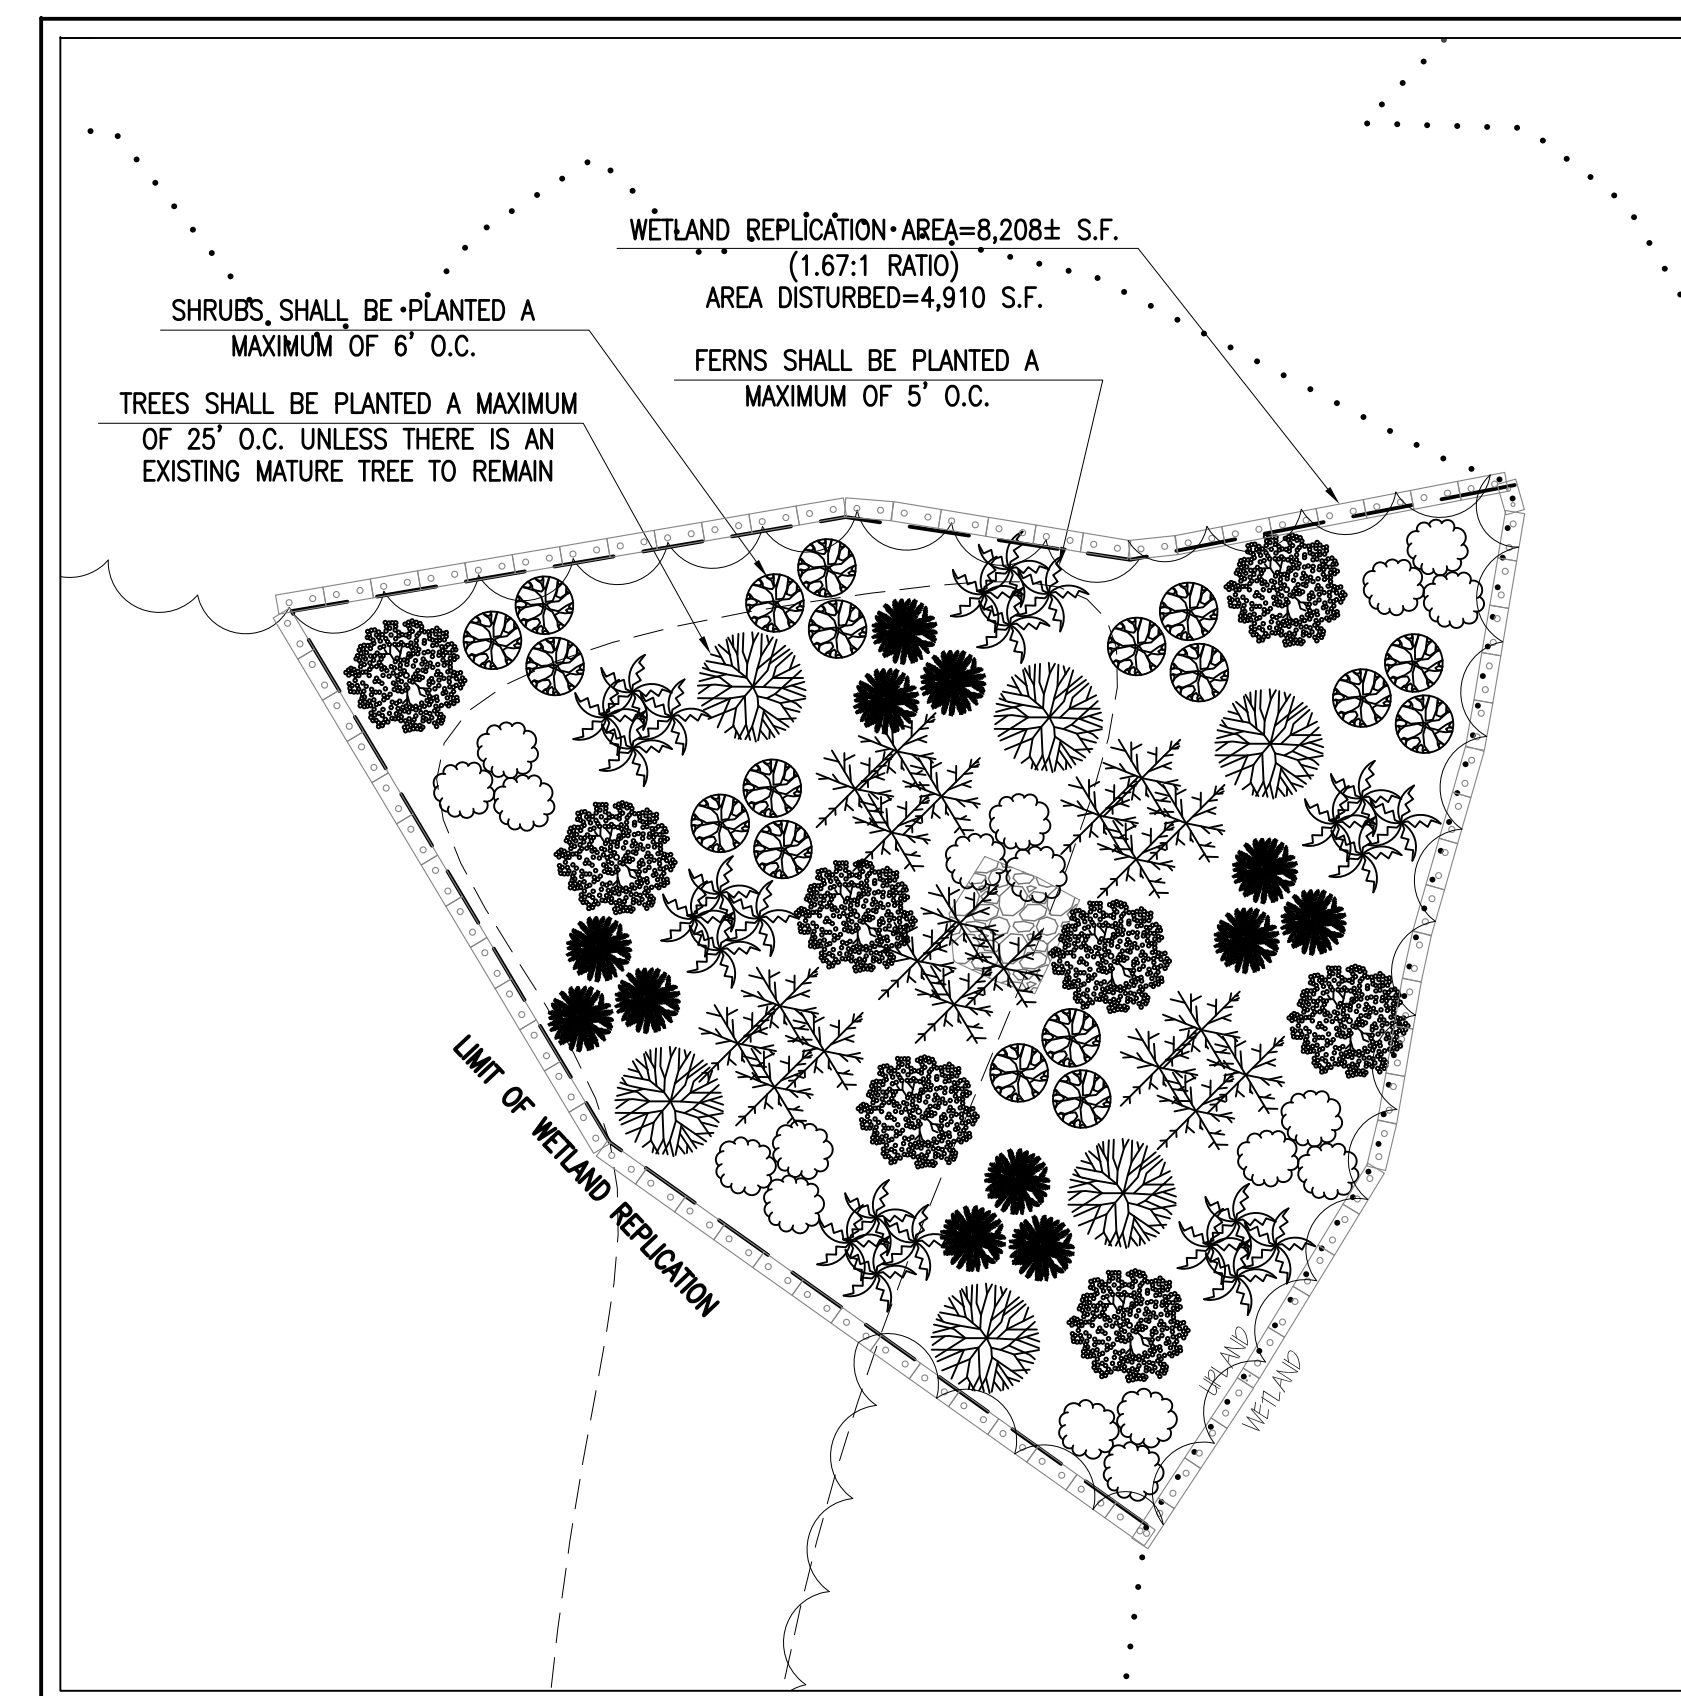 WETLAND REPLICATION AREA=8,208± S.F.
(1.67:1 RATIO)
AREA DISTURBED=4,910 S.F.
SHRUBS SHALL BE PLANTED A
MAXIMUM OF 6' O.C.
FERNS SHALL BE PLANTED A
MAXIMUM OF 5' O.C.
TREES SHALL BE PLANTED A MAXIMUM
OF 25' O.C. UNLESS THERE IS AN
EXISTING MATURE TREE TO REMAIN
LIMIT OF WETLAND REPLICATION
UPLAND
WETLAND